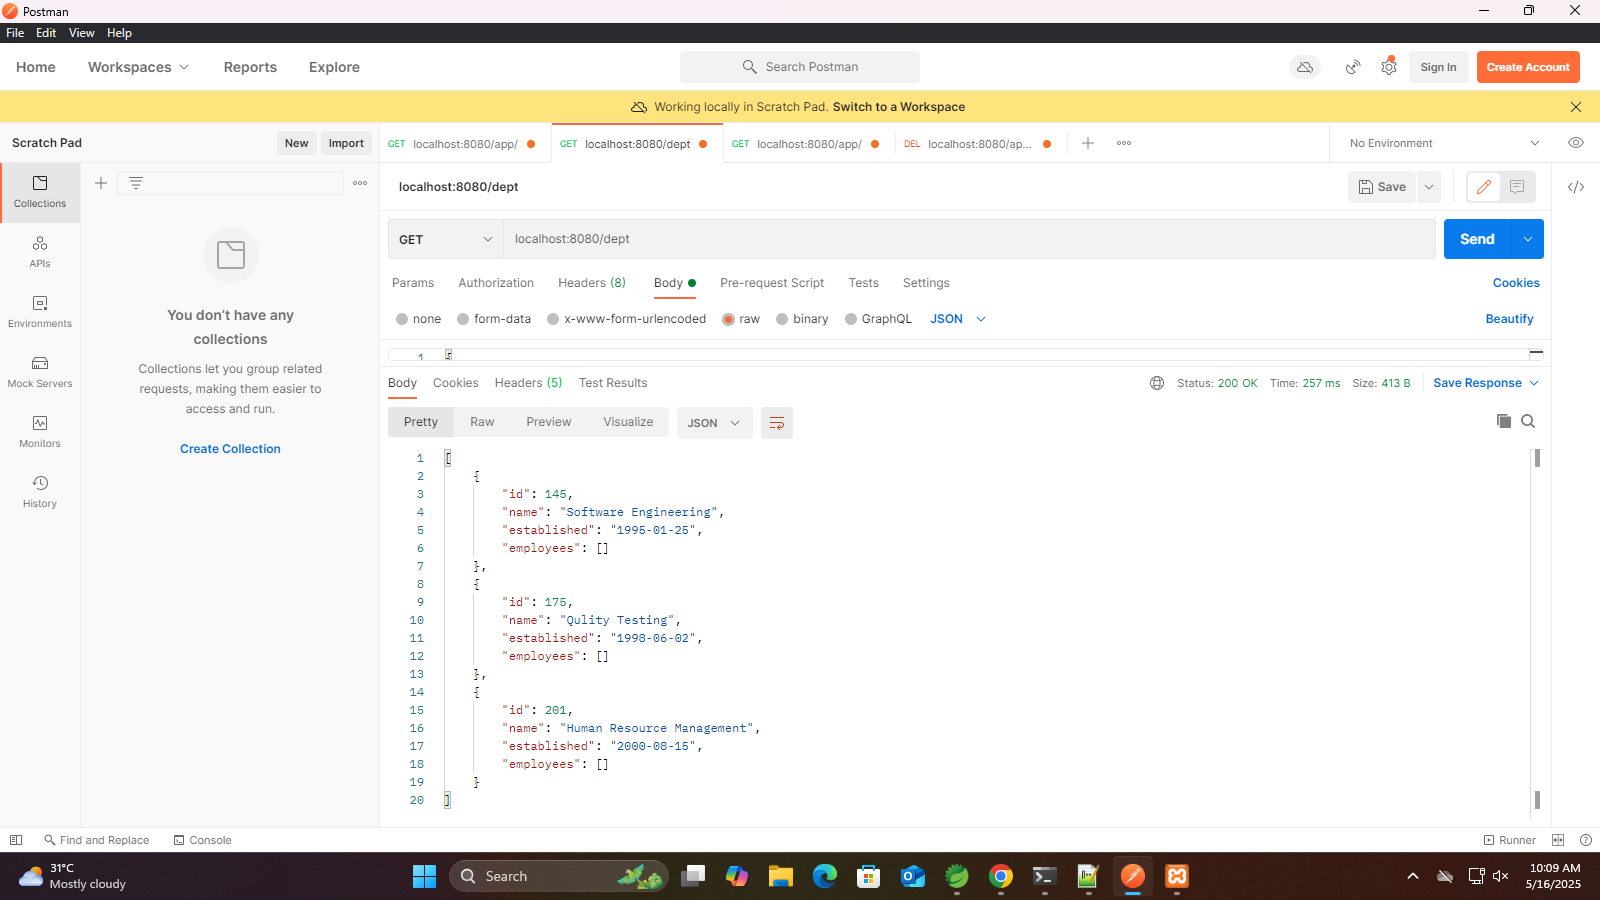 Postman
File Edit View Help
Home Workspaces Reports Explore Search Postman Sign In Create Account
Working locally in Scratch Pad. Switch to a Workspace
Scratch Pad New Import GET localhost:8080/app/ GET localhost:8080/dept GET localhost:8080/app/ DEL localhost:8080/ap... No Environment
Collections
APIs
Environments
Mock Servers
Monitors
History
You don’t have any
collections
Collections let you group related
requests, making them easier to
access and run.
Create Collection
localhost:8080/dept Save
GET localhost:8080/dept Send
Params Authorization Headers (8) Body Pre-request Script Tests Settings Cookies
none form-data x-www-form-urlencoded raw binary GraphQL JSON Beautify
1 {
Body Cookies Headers (5) Test Results Status: 200 OK Time: 257 ms Size: 413 B Save Response
Pretty Raw Preview Visualize JSON
1 [
2 {
3 "id": 145,
4 "name": "Software Engineering",
5 "established": "1995-01-25",
6 "employees": []
7 },
8 {
9 "id": 175,
10 "name": "Qulity Testing",
11 "established": "1998-06-02",
12 "employees": []
13 },
14 {
15 "id": 201,
16 "name": "Human Resource Management",
17 "established": "2000-08-15",
18 "employees": []
19 }
20 ]
Find and Replace Console Runner
31°C
Mostly cloudy
Search
10:09 AM
5/16/2025